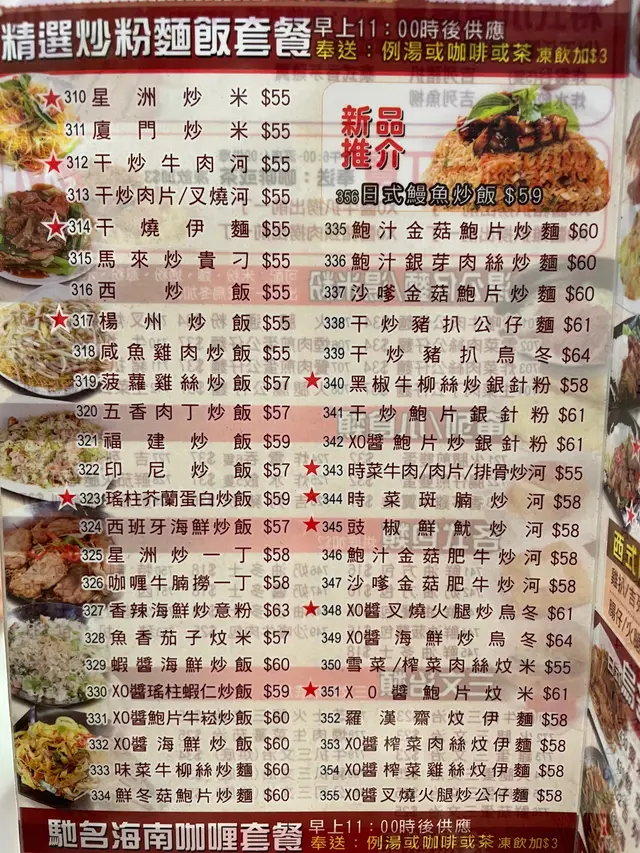 精選炒粉麵飯套餐
早上11:00時後供應
奉送:例湯或咖啡或茶 凍飲加$3
310 星洲炒米 $55
311 廈門炒米 $55
312 干炒牛肉河 $55
313 干炒肉片/叉燒河 $55
314 干燒伊麵 $55
315 馬來炒貴刁 $55
316 西炒飯 $55
317 楊州炒飯 $55
318 咸魚雞肉炒飯 $55
319 菠蘿雞絲炒飯 $57
320 五香肉丁炒飯 $57
321 福建炒飯 $59
322 印尼炒飯 $57
323 瑤柱芥蘭蛋白炒飯 $59
324 西班牙海鮮炒飯 $57
325 星洲炒一丁 $58
326 咖喱牛腩撈一丁 $58
327 香辣海鮮炒意粉 $63
328 魚香茄子炆米 $57
329 蝦醬海鮮炒飯 $60
330 XO醬瑤柱蝦仁炒飯 $59
331 XO醬鮑片牛崧炒飯 $60
332 XO醬海鮮炒飯 $60
333 味菜牛柳絲炒麵 $60
334 鮮冬菇鮑片炒麵 $60
新品推介
356 日式鰻魚炒飯 $59
335 鮑汁金菇鮑片炒麵 $60
336 鮑汁銀芽肉絲炒麵 $60
337 沙嗲金菇鮑片炒麵 $60
338 干炒豬扒公仔麵 $61
339 干炒豬扒烏冬 $64
340 黑椒牛柳絲炒銀針粉 $58
341 干炒鮑片銀針粉 $61
342 XO醬鮑片炒銀針粉 $61
343 時菜牛肉/肉片/排骨炒河 $55
344 時菜斑腩炒河 $58
345 豉椒鮮魷炒河 $58
346 鮑汁金菇肥牛炒河 $58
347 沙嗲金菇肥牛炒河 $58
348 XO醬叉燒火腿炒烏冬 $61
349 XO醬海鮮炒烏冬 $64
350 雪菜/榨菜肉絲炆米 $55
351 XO醬鮑片炆米 $61
352 羅漢齋炆伊麵 $58
353 XO醬榨菜肉絲炆伊麵 $58
354 XO醬榨菜雞絲炆伊麵 $58
355 XO醬叉燒火腿炒公仔麵 $58
馳名海南咖喱套餐
早上11:00時後供應
奉送:例湯或咖啡或茶 凍飲加$3